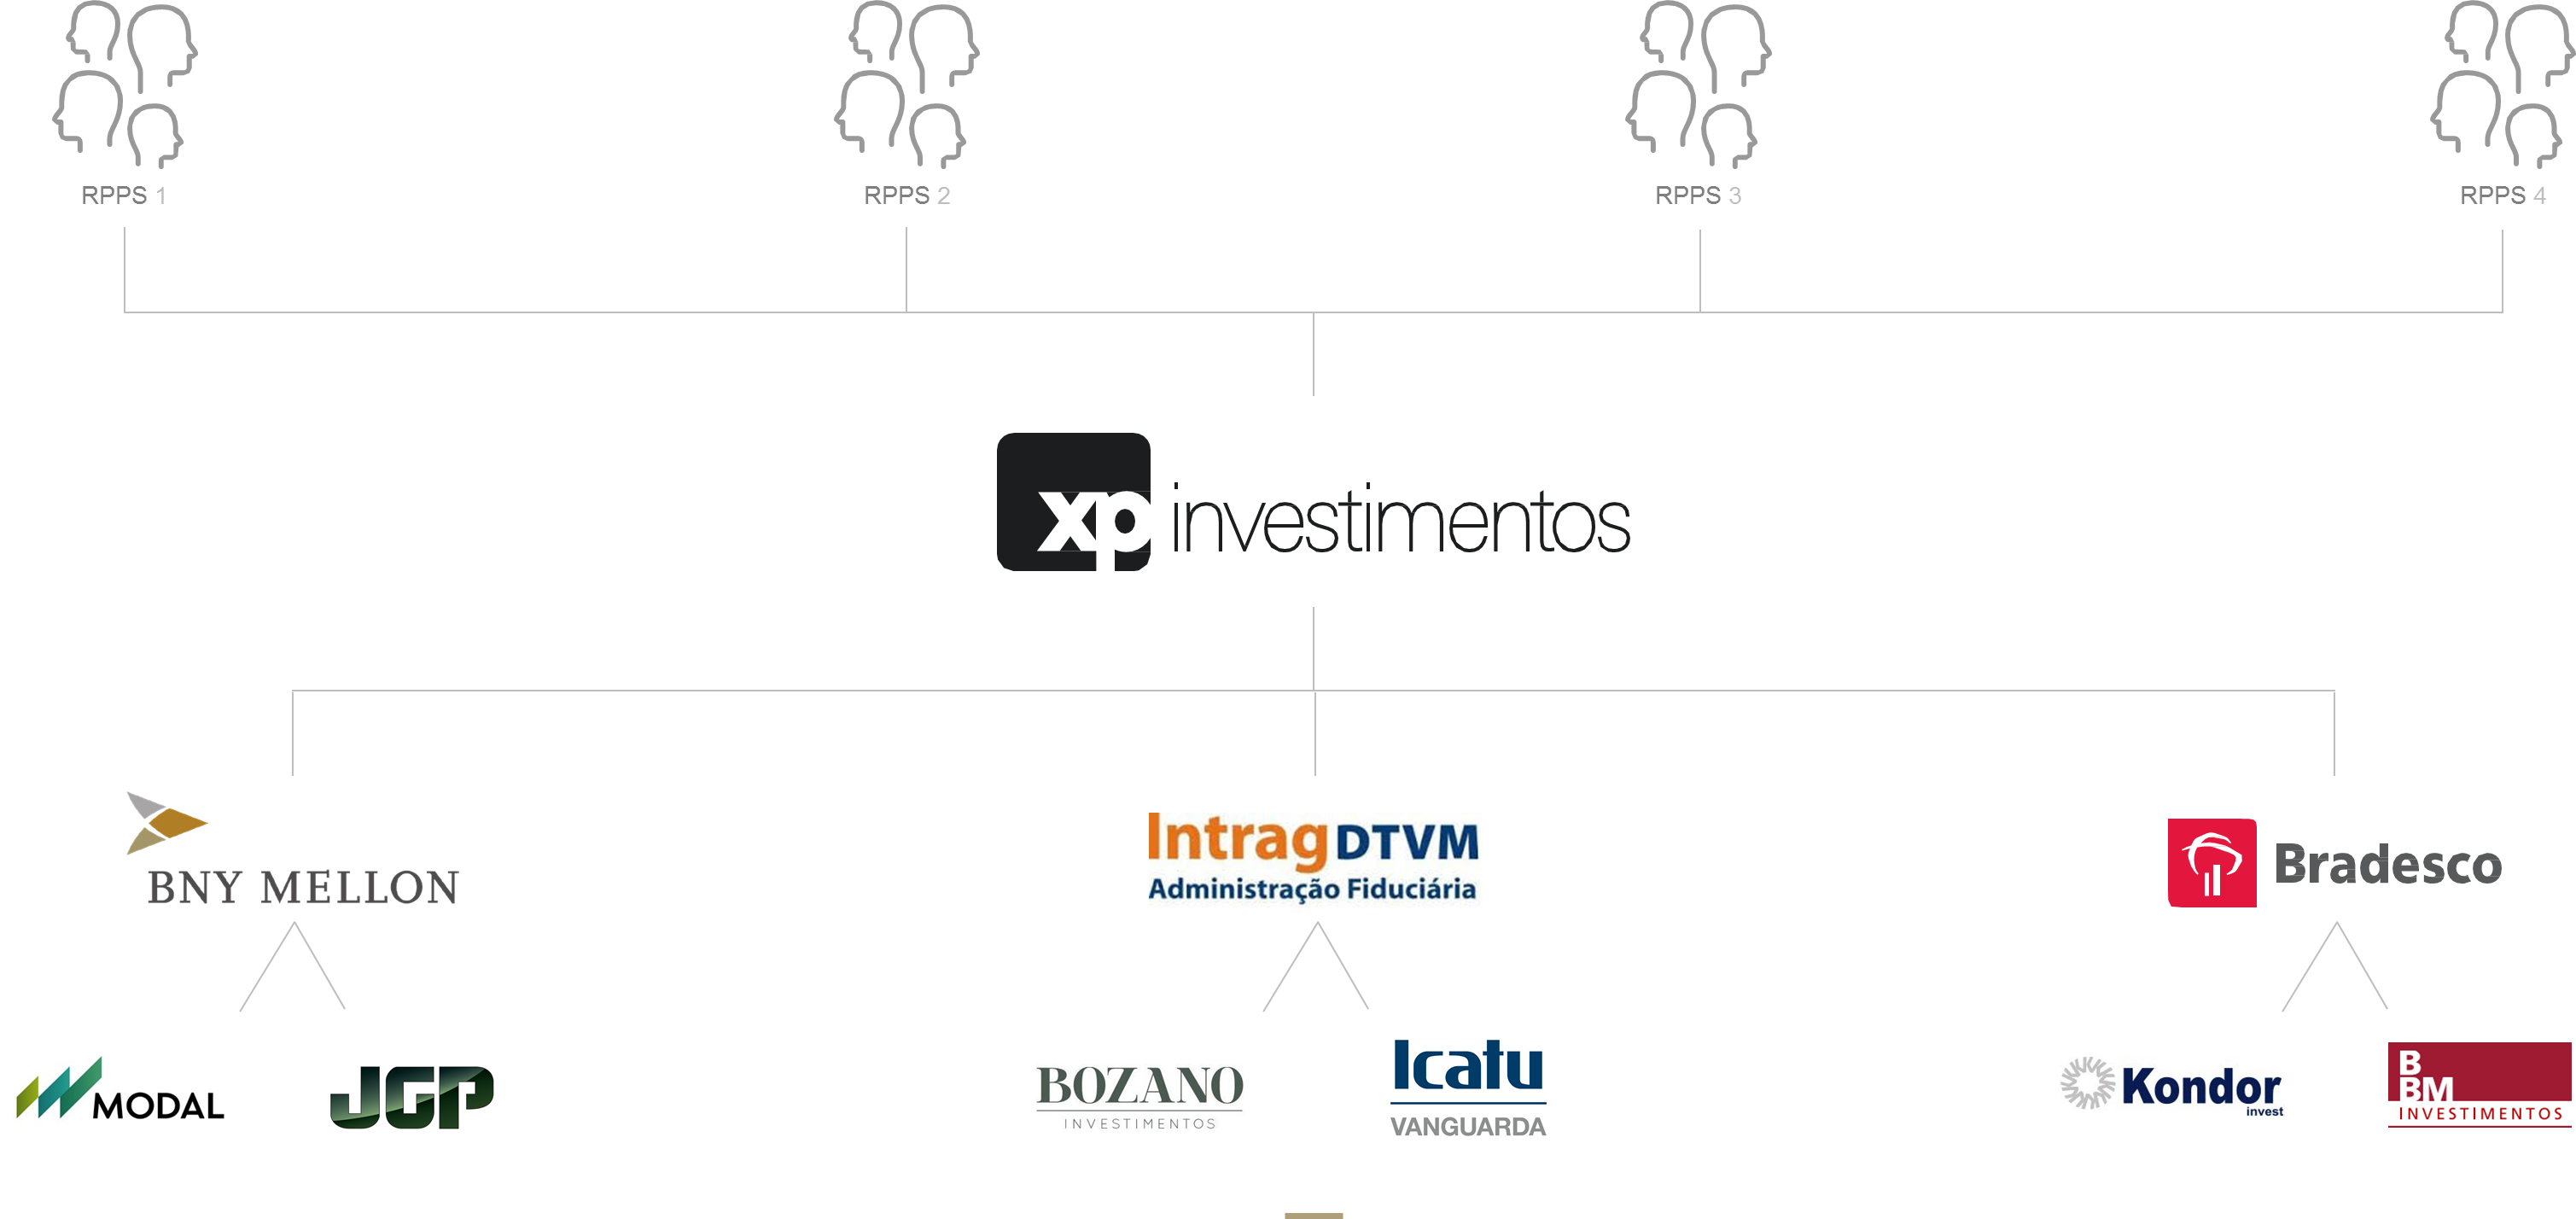 RPPS 1
RPPS 2
RPPS 3
RPPS 4
xp investimentos
BNY MELLON
Intrag DTVM
Administração Fiduciária
Bradesco
MODAL
JGP
BOZANO
INVESTIMENTOS
Icatu
VANGUARDA
Kondor
invest
B
BM
INVESTIMENTOS